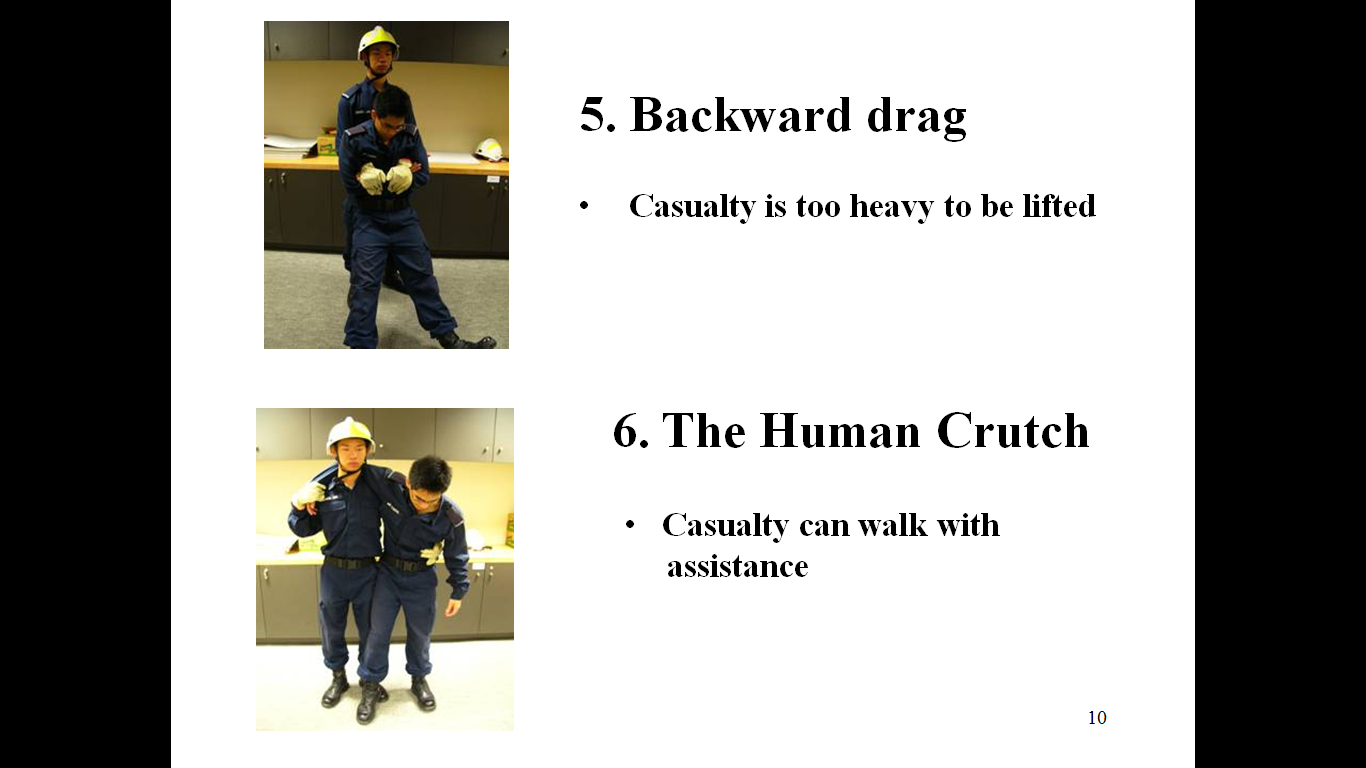 5. Backward drag
• Casualty is too heavy to be lifted
6. The Human Crutch
• Casualty can walk with
assistance
10